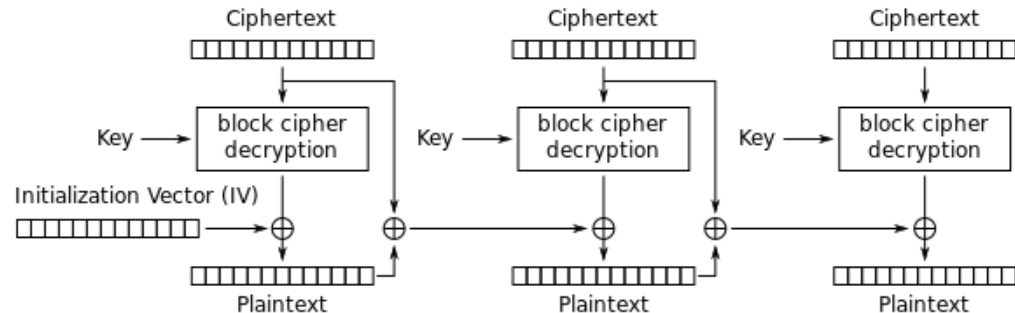 Ciphertext
Ciphertext
Ciphertext
Key
block cipher
decryption
Key
block cipher
decryption
Key
block cipher
decryption
Initialization Vector (IV)
Plaintext
Plaintext
Plaintext